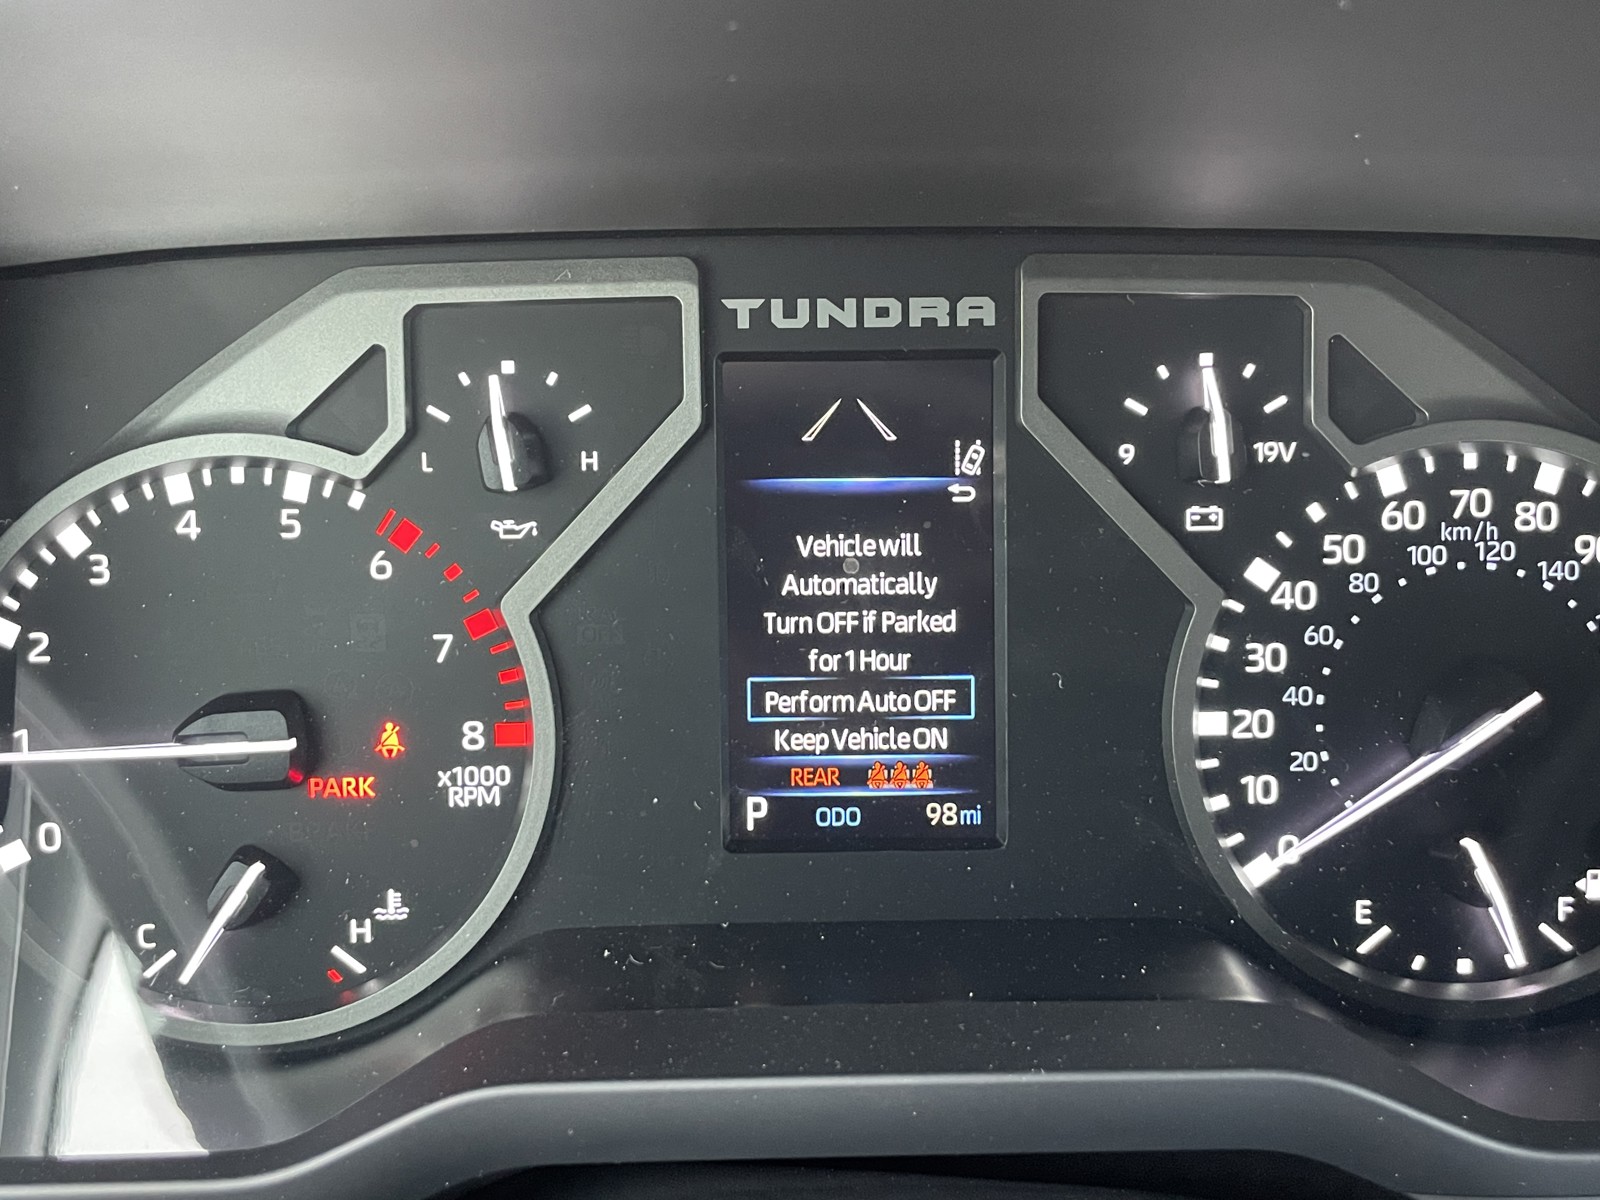 TUNDRA
L
H
9
19V
0
1
2
3
4
5
6
7
8
x1000
RPM
PARK
C
H
Vehicle will
Automatically
Turn OFF if Parked
for 1 Hour
Perform Auto OFF
Keep Vehicle ON
REAR
P
ODO
98 mi
0
10
20
30
40
50
60
70
80
km/h
20
40
60
80
100
120
140
E
F